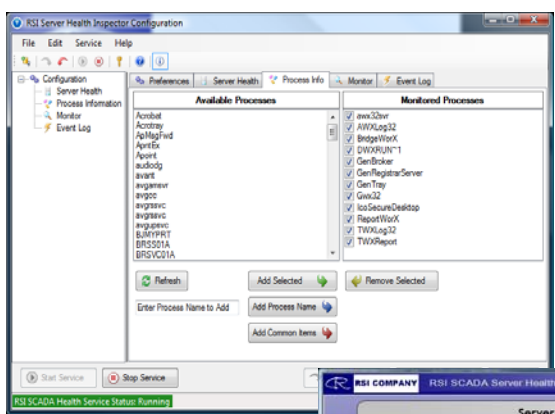 RSI Server Health Inspector Configuration
File Edit Service Help
Preferences Server Health Process Info Monitor Event Log
Configuration
Server Health
Process Information
Monitor
Event Log
Available Processes
Acrobat
Acrotray
ApMsgFwd
ApntEx
Apoint
audiodg
avant
avgamsvr
avgcc
avgrssvc
avgrssvc
avgupsvc
BJMYPRT
BRSS01A
BRSVC01A
Monitored Processes
awx32svr
AWXLog32
BridgeWorX
DWXRUN~1
GenBroker
GenRegistrarServer
GenTray
Gwx32
IcoSecureDesktop
ReportWorX
TWXLog32
TWXReport
Refresh Add Selected Remove Selected
Enter Process Name to Add Add Process Name
Add Common Items
Start Service Stop Service
RSI SCADA Health Service Status: Running
RSI COMPANY RSI SCADA Server Health
Server